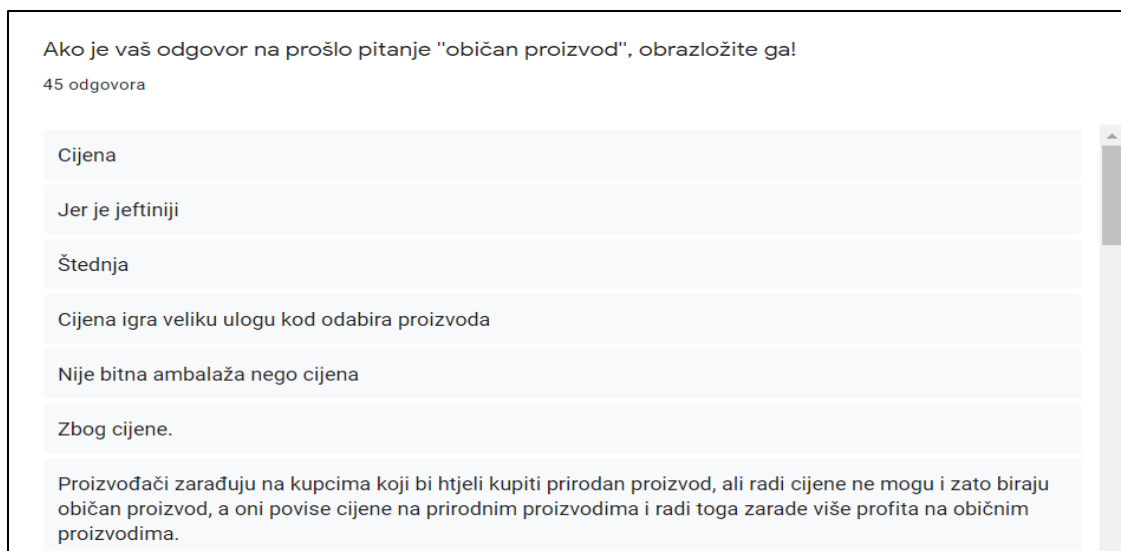 Ako je vaš odgovor na prošlo pitanje "običan proizvod", obrazložite ga!
45 odgovora
Cijena
Jer je jeftiniji
Štednja
Cijena igra veliku ulogu kod odabira proizvoda
Nije bitna ambalaža nego cijena
Zbog cijene.
Proizvođači zarađuju na kupcima koji bi htjeli kupiti prirodan proizvod, ali radi cijene ne mogu i zato biraju
običan proizvod, a oni povise cijene na prirodnim proizvodima i radi toga zarade više profita na običnim
proizvodima.